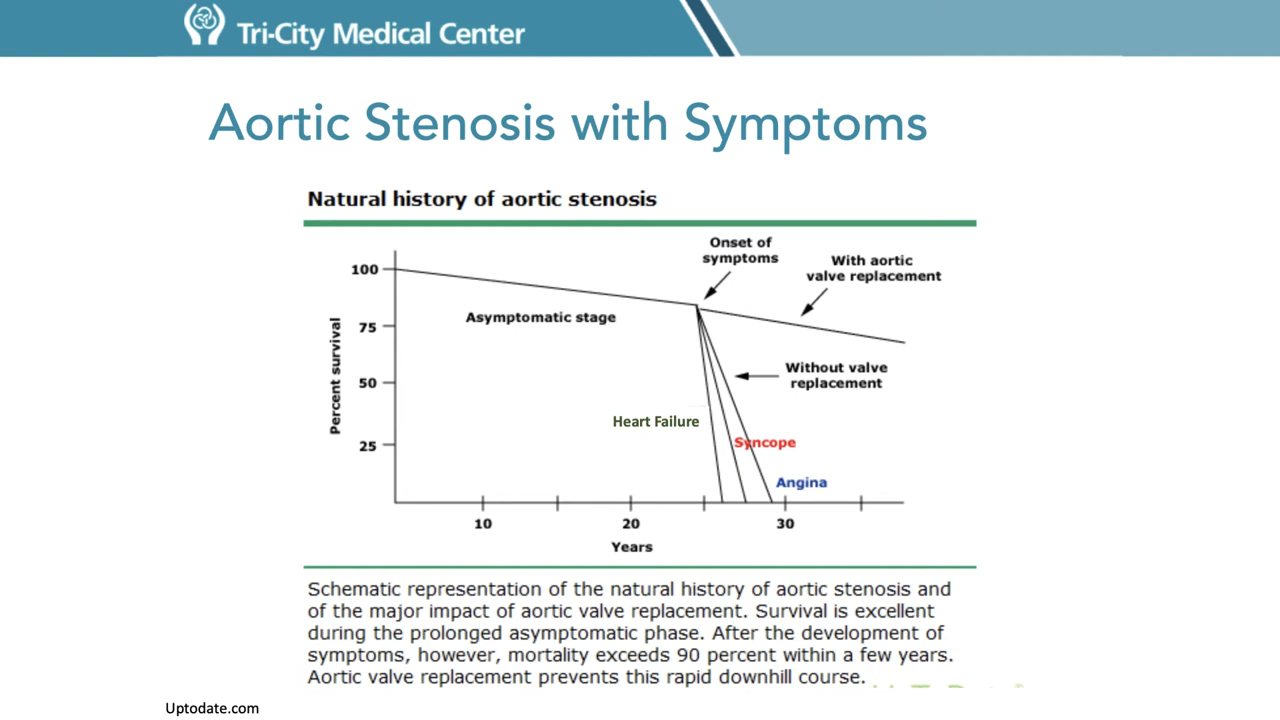 Tri-City Medical Center
Aortic Stenosis with Symptoms
Natural history of aortic stenosis
Onset of
symptoms
With aortic
valve replacement
100
Asymptomatic stage
75
Percent survival
Without valve
replacement
50
Heart Failure
Syncope
25
Angina
10
20
30
Years
Schematic representation of the natural history of aortic stenosis and
of the major impact of aortic valve replacement. Survival is excellent
during the prolonged asymptomatic phase. After the development of
symptoms, however, mortality exceeds 90 percent within a few years.
Aortic valve replacement prevents this rapid downhill course.
Uptodate.com